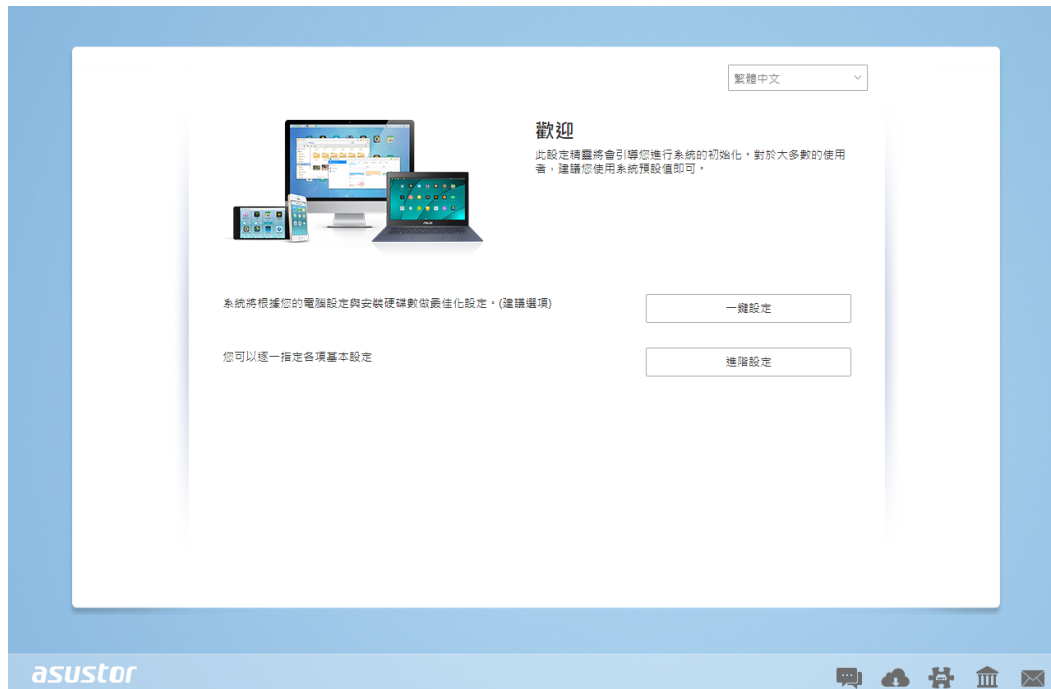 繁體中文
歡迎
此設定精靈將會引導您進行系統的初始化，對於大多數的使用
者，建議您使用系統預設值即可。
系統將根據您的電腦設定與安裝硬碟數做最佳化設定。(建議選項)
一鍵設定
您可以逐一指定各項基本設定
進階設定
asustor